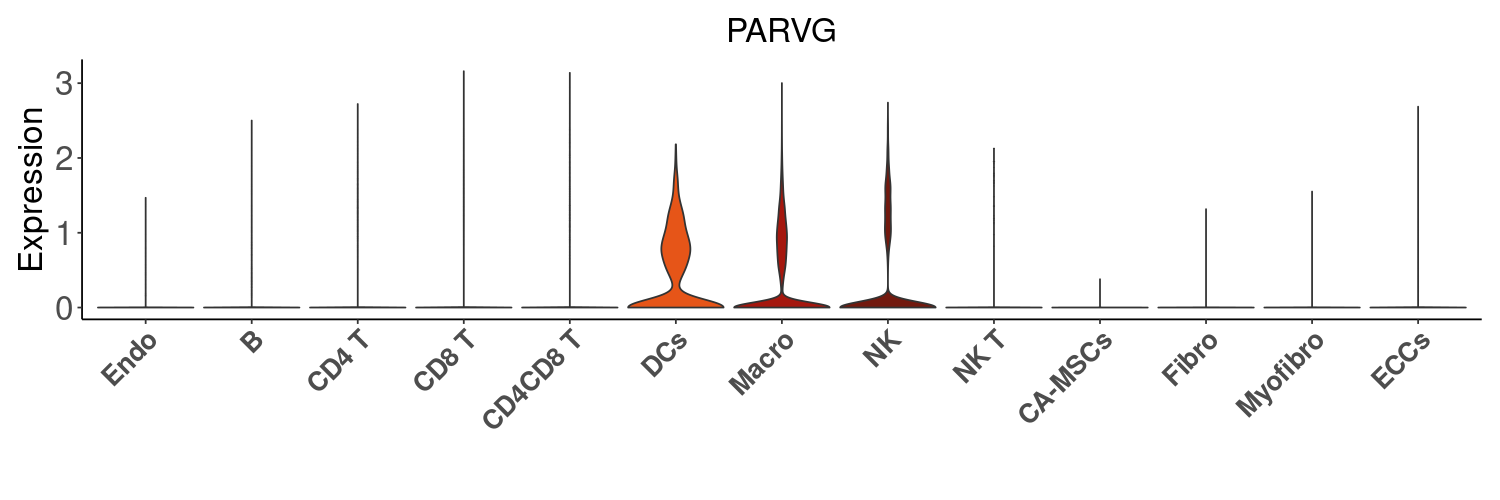 PARVG
Expression
3
2
1
0
Endo
B
CD4 T
CD8 T
CD4CD8 T
DCs
Macro
NK
NK T
CA-MSCs
Fibro
Myofibro
ECCs